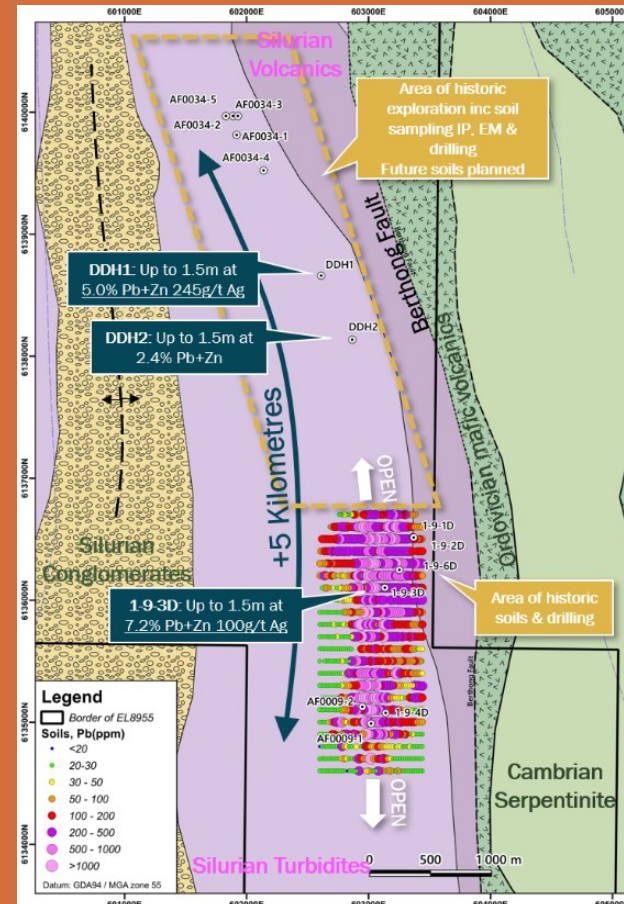 601000E
602000E
603000E
604000E
605000E
Silurian
Volcanics
6140000N
AF0034-5
AF0034-3
AF0034-2
AF0034-1
AF0034-4
Area of historic
exploration inc soil
sampling IP, EM &
drilling
Future soils planned
6139000N
Berthong Fault
DDH1: Up to 1.5m at
5.0% Pb+Zn 245g/t Ag
DDH1
DDH2: Up to 1.5m at
2.4% Pb+Zn
DDH2
6138000N
Ordovician mafic volcanics
6137000N
+5 Kilometres
OPEN
1-9-1D
1-9-2D
1-9-6D
1-9-3D
Silurian
Conglomerates
6136000N
1-9-3D: Up to 1.5m at
7.2% Pb+Zn 100g/t Ag
Area of historic
soils & drilling
Berthong Fault
AF0009-2
1-9-4D
AF0009-1
6135000N
Legend
Border of EL8955
Soils, Pb(ppm)
<20
20-30
30 - 50
50 - 100
100 - 200
200 - 500
500 - 1000
>1000
Datum: GDA94 / MGA zone 55
OPEN
Cambrian
Serpentinite
6134000N
Silurian Turbidites
0 500 1000 m